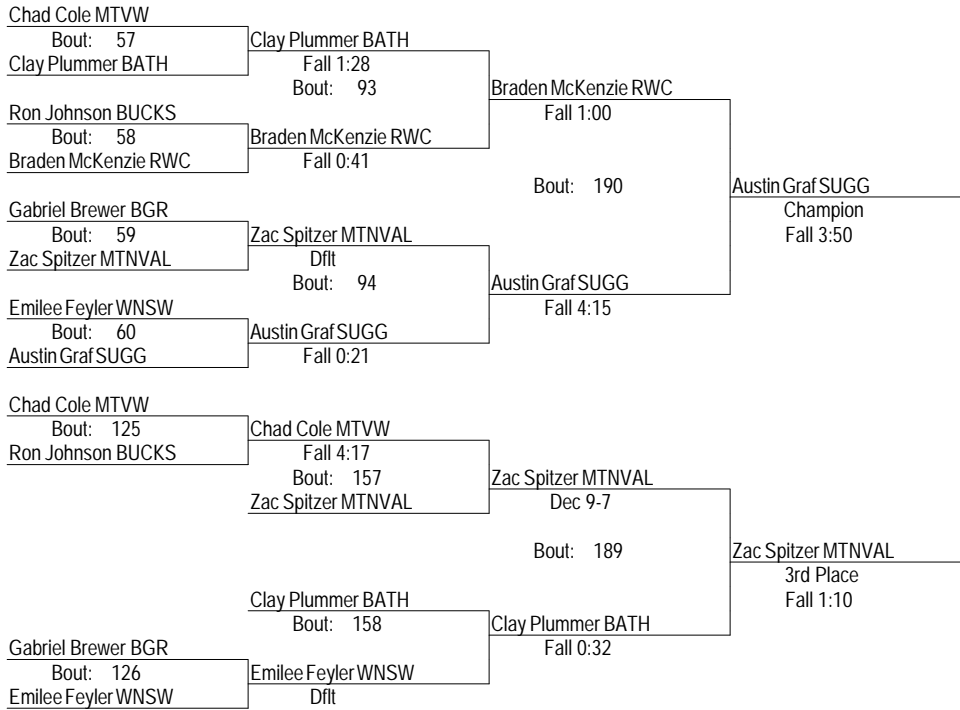 Chad Cole MTVW
Bout: 57
Clay Plummer BATH
Clay Plummer BATH
Fall 1:28
Bout: 93
Braden McKenzie RWC
Fall 1:00
Ron Johnson BUCKS
Bout: 58
Braden McKenzie RWC
Braden McKenzie RWC
Fall 0:41
Bout: 190
Austin Graf SUGG
Champion
Fall 3:50
Gabriel Brewer BGR
Bout: 59
Zac Spitzer MTNVAL
Zac Spitzer MTNVAL
Dflt
Bout: 94
Austin Graf SUGG
Fall 4:15
Emilee Feyler WNSW
Bout: 60
Austin Graf SUGG
Austin Graf SUGG
Fall 0:21
Chad Cole MTVW
Bout: 125
Ron Johnson BUCKS
Chad Cole MTVW
Fall 4:17
Bout: 157
Zac Spitzer MTNVAL
Zac Spitzer MTNVAL
Dec 9-7
Bout: 189
Zac Spitzer MTNVAL
3rd Place
Fall 1:10
Clay Plummer BATH
Bout: 158
Clay Plummer BATH
Fall 0:32
Gabriel Brewer BGR
Bout: 126
Emilee Feyler WNSW
Emilee Feyler WNSW
Dflt